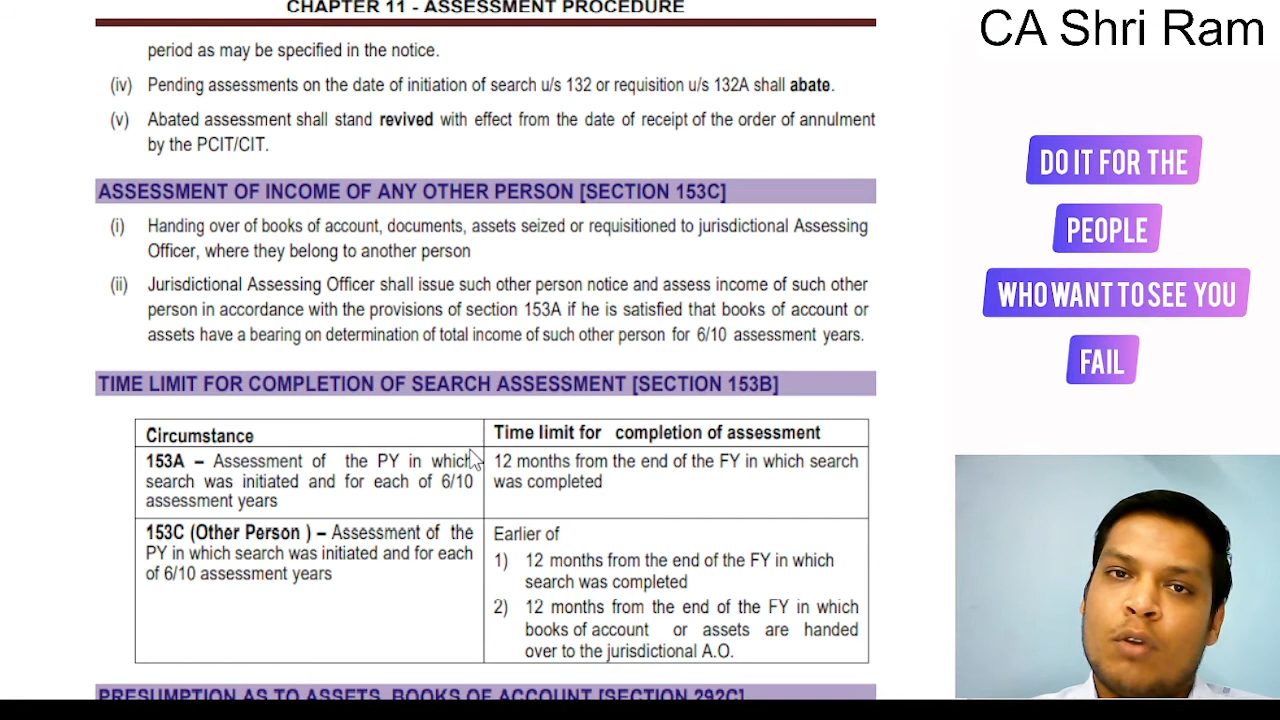 CHAPTER 11 - ASSESSMENT PROCEDURE
period as may be specified in the notice.
(iv) Pending assessments on the date of initiation of search u/s 132 or requisition u/s 132A shall abate.
(v) Abated assessment shall stand revived with effect from the date of receipt of the order of annulment
by the PCIT/CIT.
ASSESSMENT OF INCOME OF ANY OTHER PERSON [SECTION 153C]
(i) Handing over of books of account, documents, assets seized or requisitioned to jurisdictional Assessing
Officer, where they belong to another person
(ii) Jurisdictional Assessing Officer shall issue such other person notice and assess income of such other
person in accordance with the provisions of section 153A if he is satisfied that books of account or
assets have a bearing on determination of total income of such other person for 6/10 assessment years.
TIME LIMIT FOR COMPLETION OF SEARCH ASSESSMENT [SECTION 153B]
Circumstance
Time limit for completion of assessment
153A – Assessment of the PY in which
search was initiated and for each of 6/10
assessment years
12 months from the end of the FY in which search
was completed
153C (Other Person ) – Assessment of the
PY in which search was initiated and for each
of 6/10 assessment years
Earlier of
1) 12 months from the end of the FY in which
search was completed
2) 12 months from the end of the FY in which
books of account or assets are handed
over to the jurisdictional A.O.
PRESUMPTION AS TO ASSETS, BOOKS OF ACCOUNT [SECTION 292C]
CA Shri Ram
DO IT FOR THE
PEOPLE
WHO WANT TO SEE YOU
FAIL